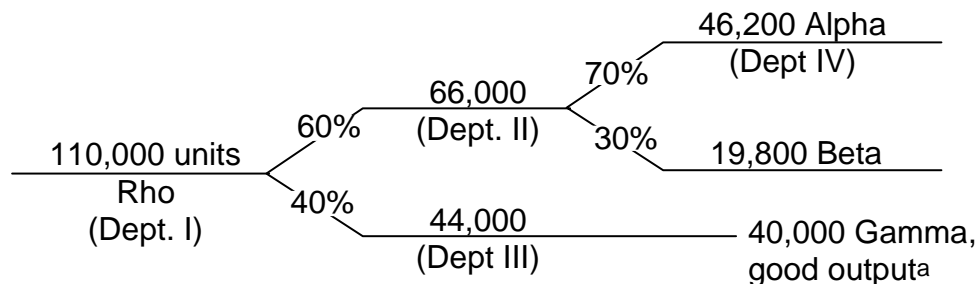 46,200 Alpha
(Dept IV)
70%
66,000
(Dept. II)
60%
30%
19,800 Beta
110,000 units
Rho
(Dept. I)
40%
44,000
(Dept III)
40,000 Gamma,
good outputa